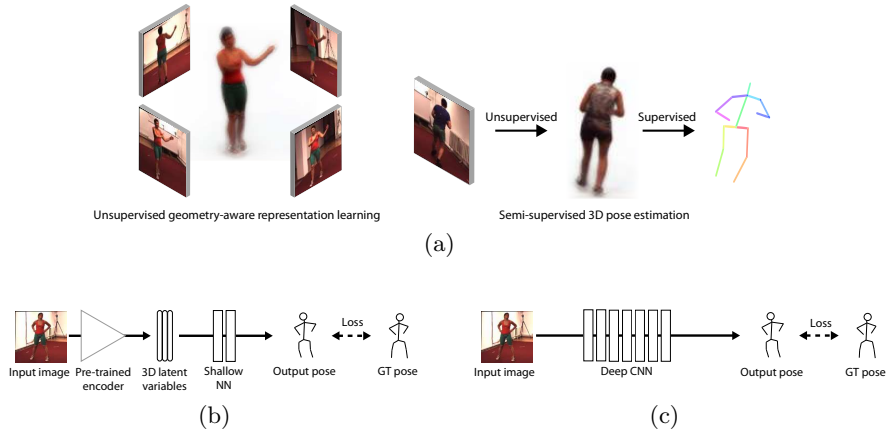 Unsupervised
Supervised
Unsupervised geometry-aware representation learning
Semi-supervised 3D pose estimation
(a)
Loss
Input image
Pre-trained
encoder
3D latent
variables
Shallow
NN
Output pose
GT pose
(b)
Loss
Input image
Deep CNN
Output pose
GT pose
(c)